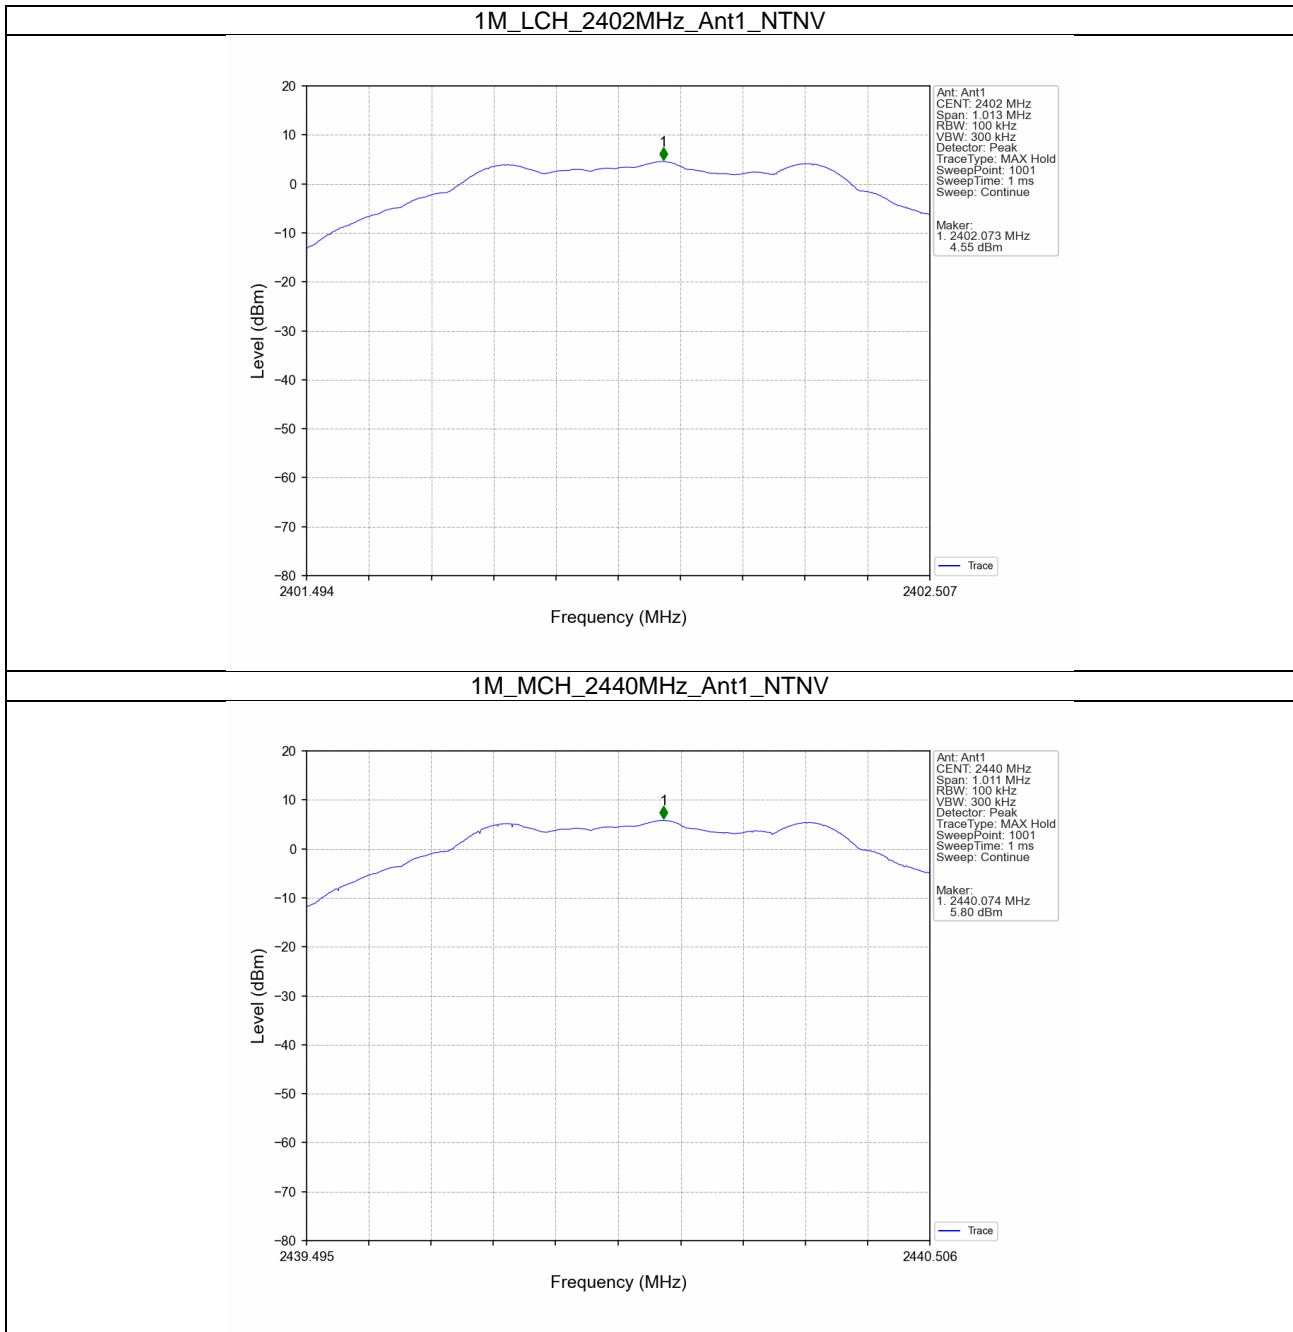 1M_LCH_2402MHz_Ant1_NTNV
20
10
0
−10
−20
−30
−40
−50
−60
−70
−80
Level (dBm)
1
2401.494
2402.507
Frequency (MHz)
Ant: Ant1
CENT: 2402 MHz
Span: 1.013 MHz
RBW: 100 kHz
VBW: 300 kHz
Detector: Peak
TraceType: MAX Hold
SweepPoint: 1001
SweepTime: 1 ms
Sweep: Continue
Maker:
1. 2402.073 MHz
4.55 dBm
Trace
1M_MCH_2440MHz_Ant1_NTNV
20
10
0
−10
−20
−30
−40
−50
−60
−70
−80
Level (dBm)
1
2439.495
2440.506
Frequency (MHz)
Ant: Ant1
CENT: 2440 MHz
Span: 1.011 MHz
RBW: 100 kHz
VBW: 300 kHz
Detector: Peak
TraceType: MAX Hold
SweepPoint: 1001
SweepTime: 1 ms
Sweep: Continue
Maker:
1. 2440.074 MHz
5.80 dBm
Trace